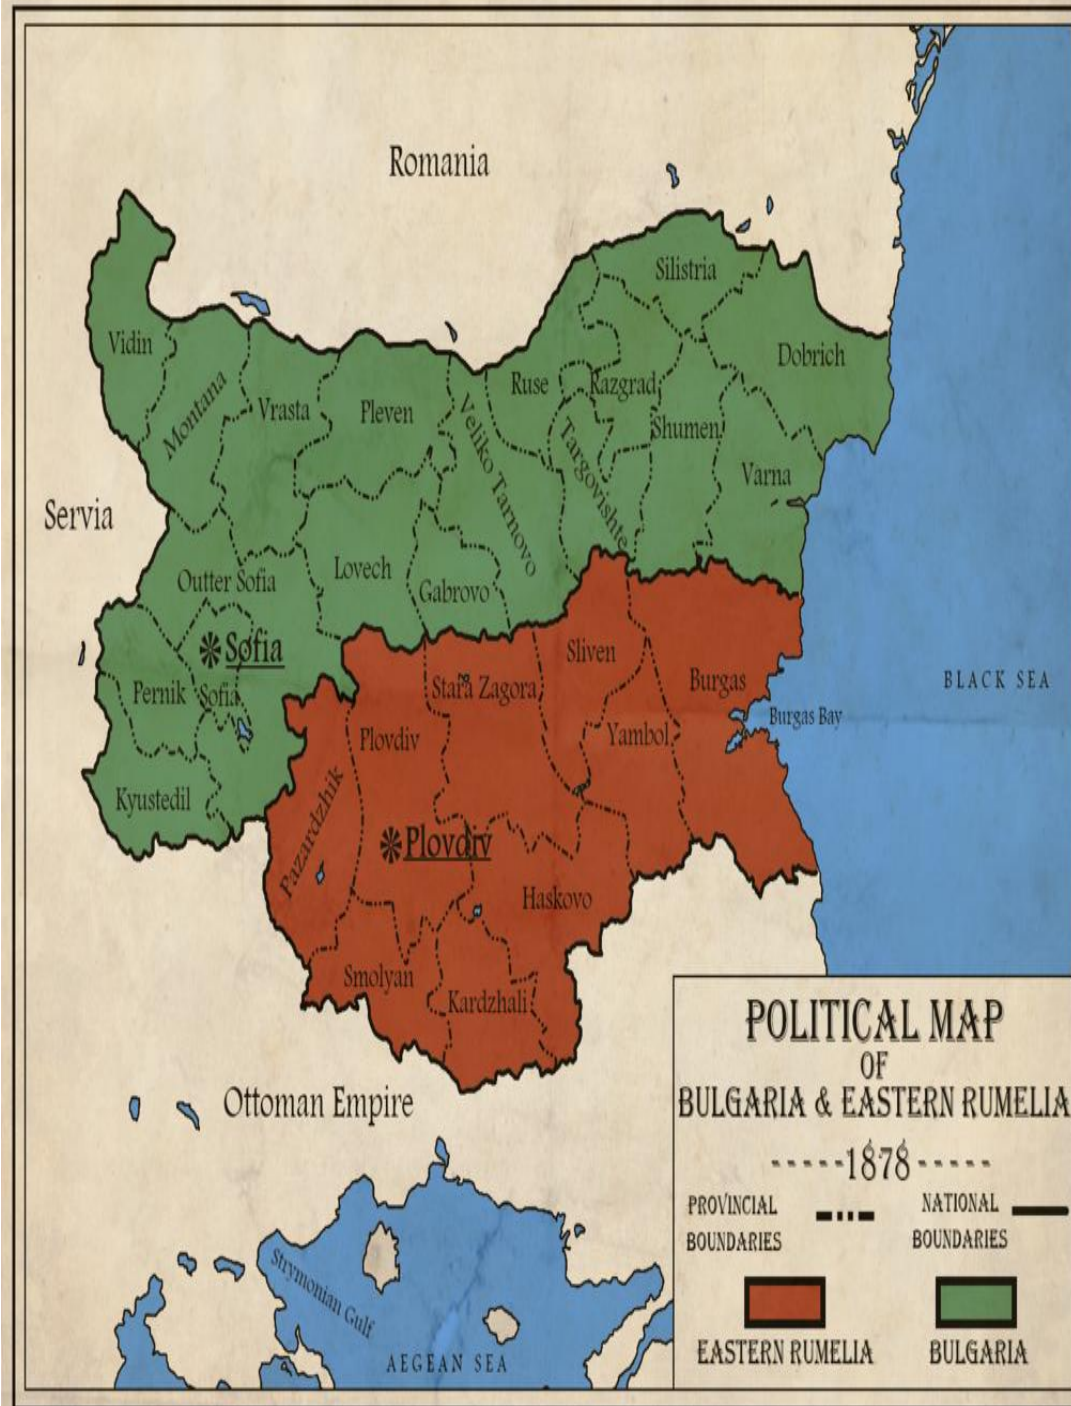 Romania
Silistria
Vidin
Dobrich
Montana
Vrasta
Pleven
Veliko Tarnovo
Ruse
Razgrad
Targovishte
Shumen
Varna
Servia
Outter Sofia
Lovech
Gabrovo
Sofia
Pernik
Sofia
Kyustedil
Sliven
Stara Zagora
Burgas
BLACK SEA
Burgas Bay
Plovdiv
Yambol
Pazardzhik
Plovdiv
Haskovo
Smolyan
Kardzhali
Ottoman Empire
Strymonian Gulf
AEGEAN SEA
POLITICAL MAP
OF
BULGARIA & EASTERN RUMELIA
-----1878-----
PROVINCIAL
BOUNDARIES
NATIONAL
BOUNDARIES
EASTERN RUMELIA
BULGARIA